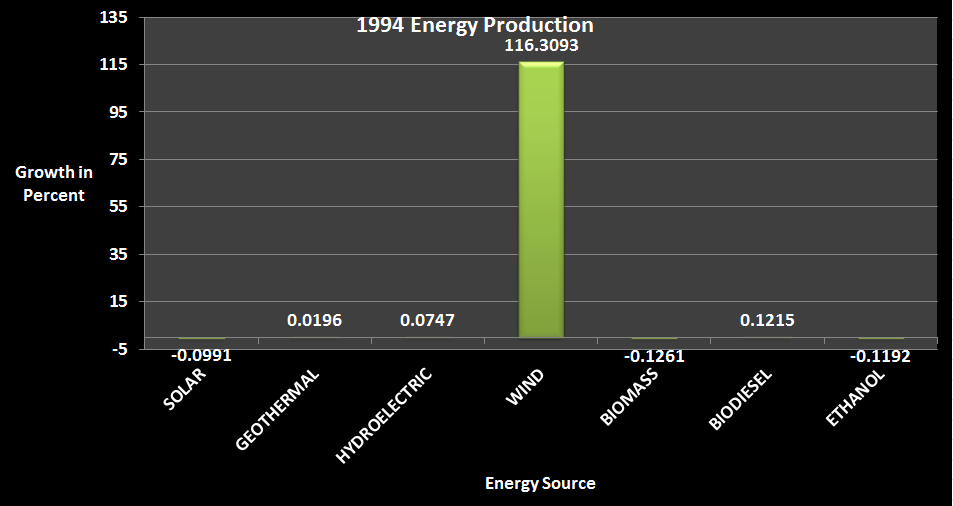 1994 Energy Production
135
115
95
75
55
35
15
-5
Growth in
Percent
116.3093
0.0196
0.0747
0.1215
-0.0991
-0.1261
-0.1192
SOLAR
GEOTHERMAL
HYDROELECTRIC
WIND
BIOMASS
BIODIESEL
ETHANOL
Energy Source